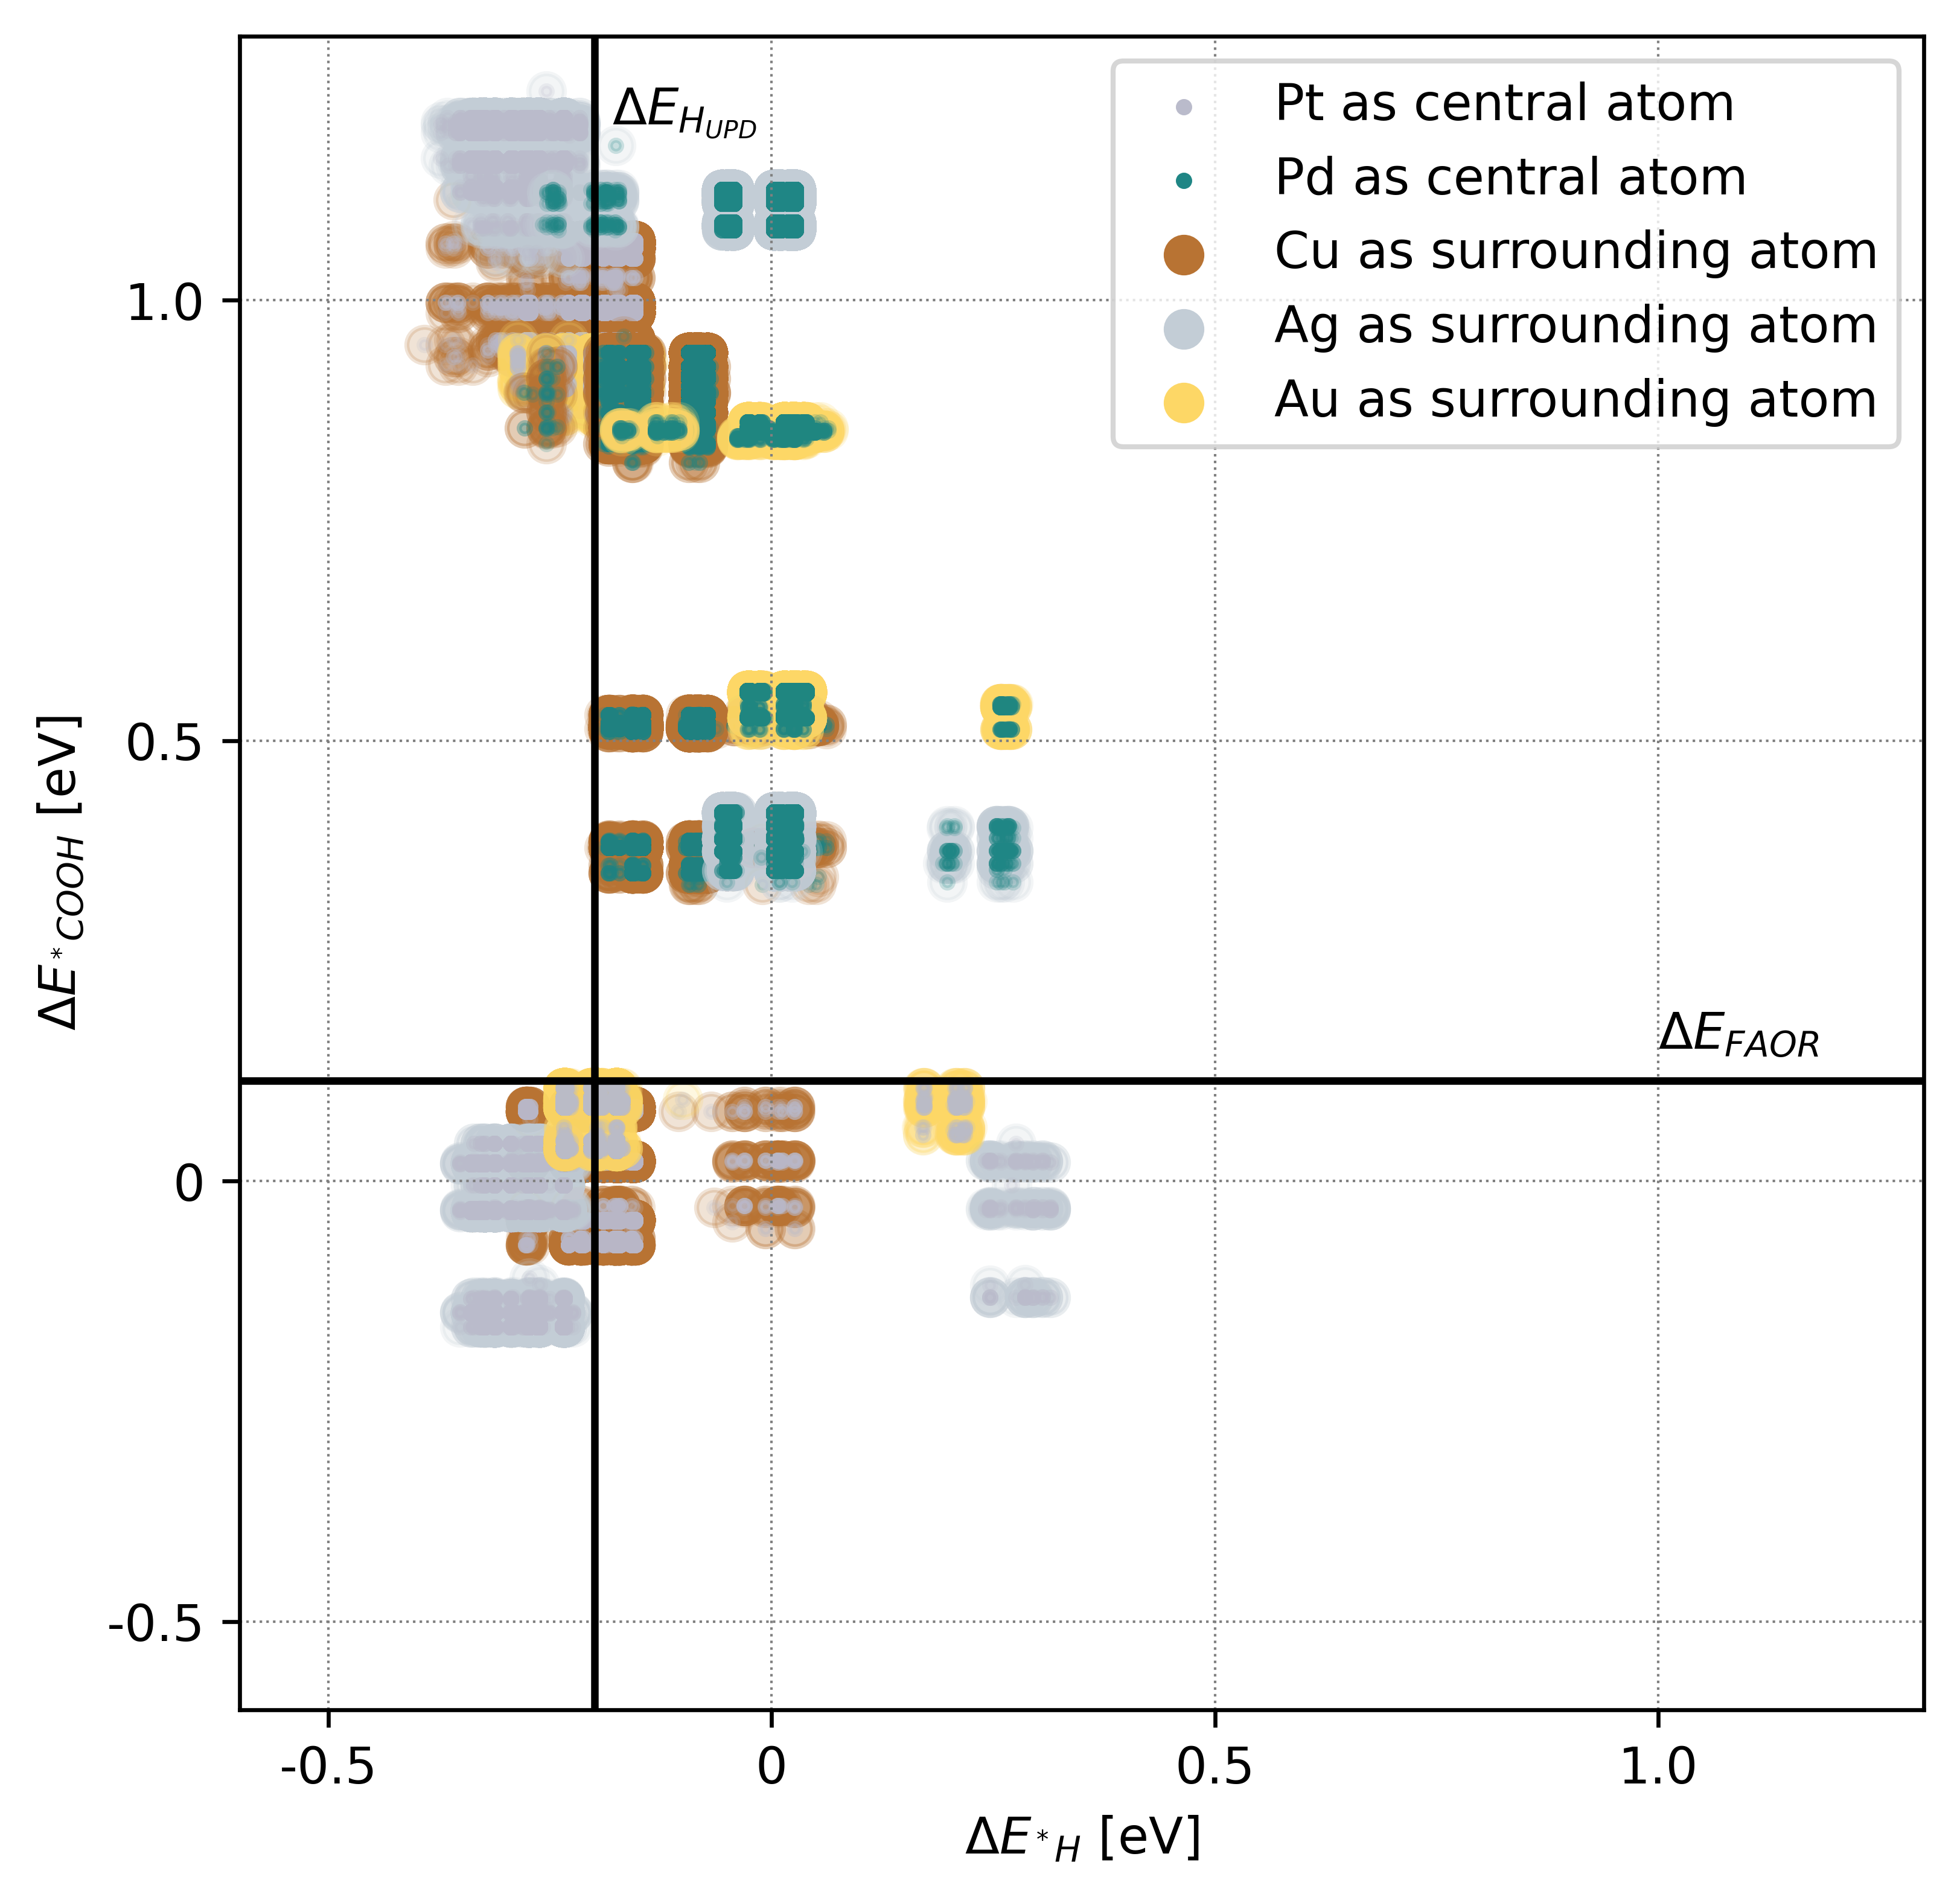 ΔE_{H_{UPD}}
Pt as central atom
Pd as central atom
Cu as surrounding atom
Ag as surrounding atom
Au as surrounding atom
1.0
0.5
0
-0.5
ΔE_{*COOH} [eV]
ΔE_{FAOR}
-0.5 0 0.5 1.0
ΔE_{*H} [eV]